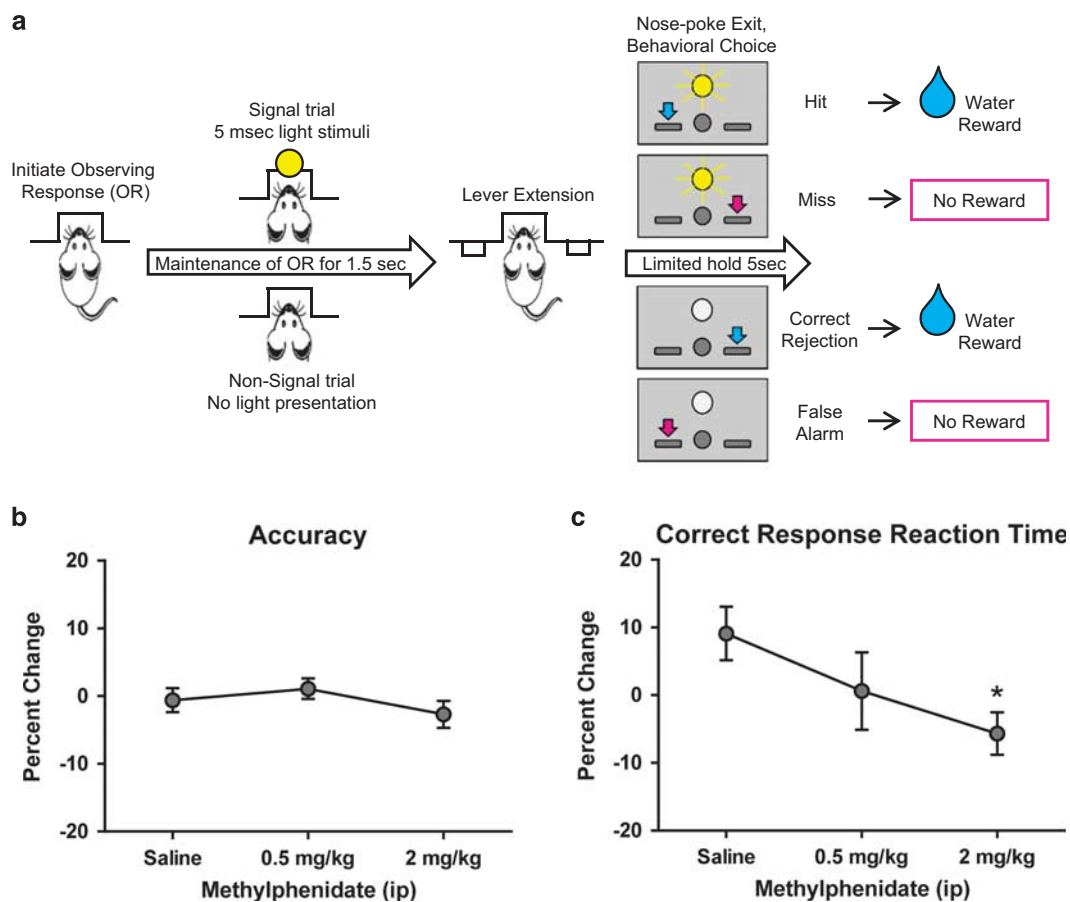 a
Initiate Observing
Response (OR)
Signal trial
5 msec light stimuli
Maintenance of OR for 1.5 sec
Non-Signal trial
No light presentation
Lever Extension
Nose-poke Exit,
Behavioral Choice
Limited hold 5sec
Hit
Water
Reward
Miss
No Reward
Correct
Rejection
Water
Reward
False
Alarm
No Reward
b
Accuracy
Percent Change
20
10
0
-10
-20
Saline
0.5 mg/kg
2 mg/kg
Methylphenidate (ip)
c
Correct Response Reaction Time
Percent Change
20
10
0
-10
-20
*
Saline
0.5 mg/kg
2 mg/kg
Methylphenidate (ip)